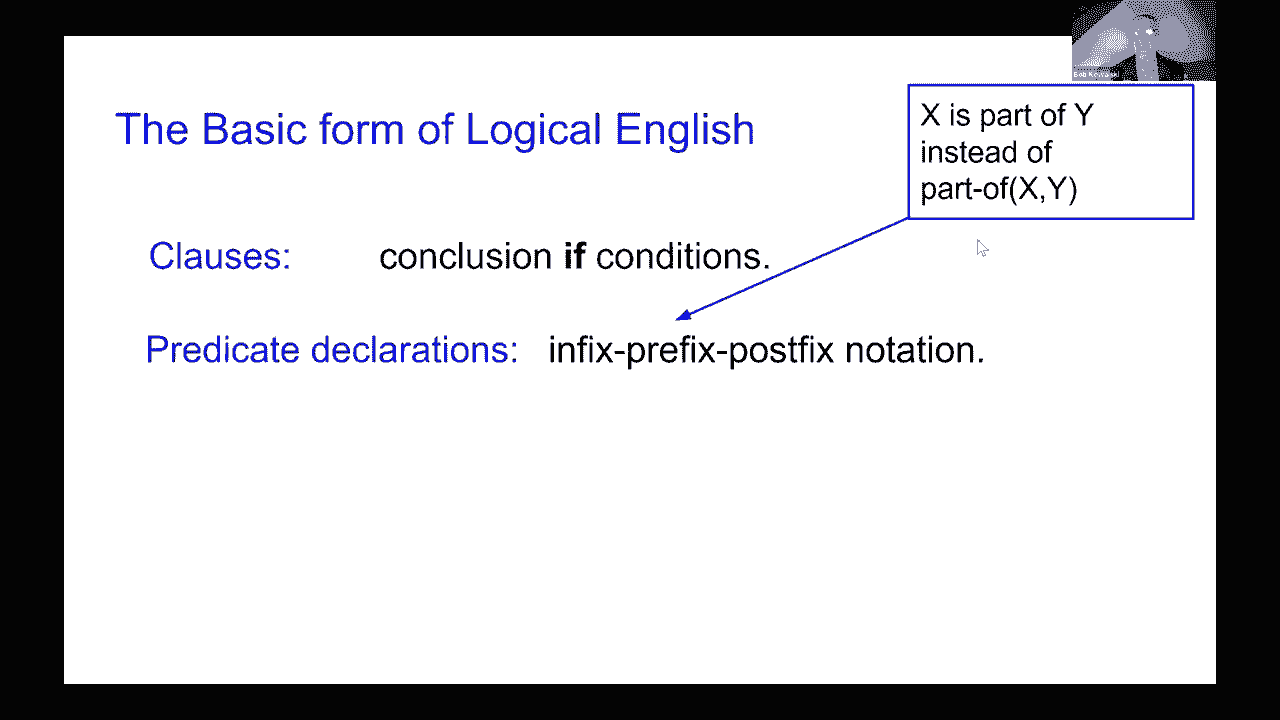 Bob Kowalski
The Basic form of Logical English
X is part of Y
instead of
part-of(X,Y)
Clauses: conclusion if conditions.
Predicate declarations: infix-prefix-postfix notation.